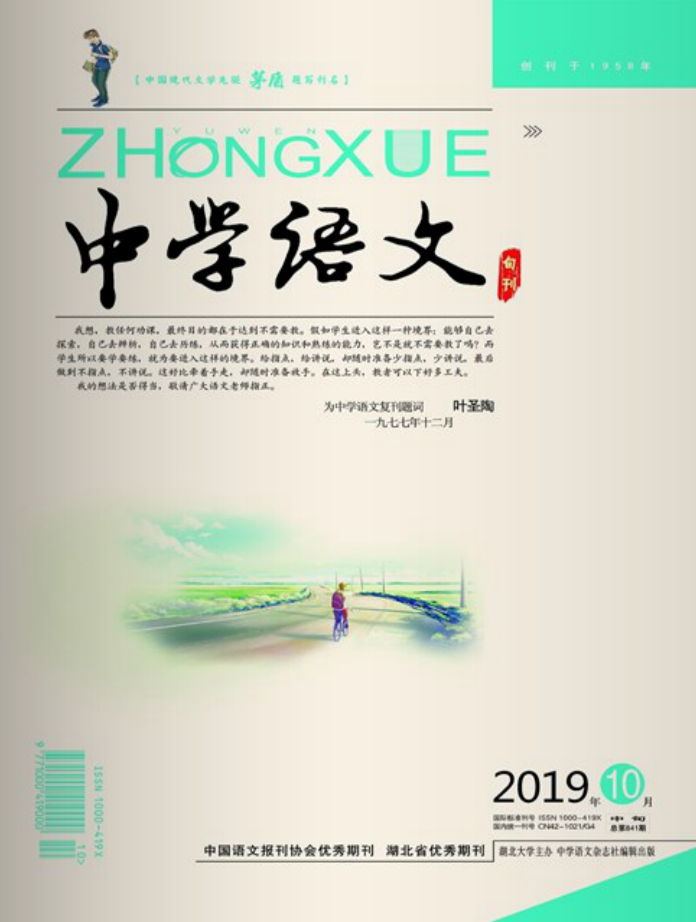 创刊于1958年
[中国现代文学先驱 茅盾 题写刊名]
YUWEN
ZHONGXUE
中学语文
旬刊
我想，教任何功课，最终目的都在于达到不需要教。假如学生进入这样一种境界：能够自己去
探索，自己去辨析，自己去历练，从而获得正确的知识和熟练的能力，岂不是就不需要教了吗？而
学生所以要学要练，就为要进入这样的境界。给指点，给讲说，却随时准备少指点，少讲说，最后
做到不指点，不讲说。这好比牵着手走，却随时准备放手。在这上头，教者可以下好多工夫。
我的想法是否得当，敬请广大语文老师指正。
为中学语文复刊题词 叶圣陶
一九七七年十二月
9 771000 419000
10>
ISSN 1000-419X
2019年10月
国际标准刊号 ISSN 1000-419X
国内统一刊号 CN42-1021/G4
总第841期
中国语文报刊协会优秀期刊 湖北省优秀期刊
湖北大学主办 中学语文杂志社编辑出版